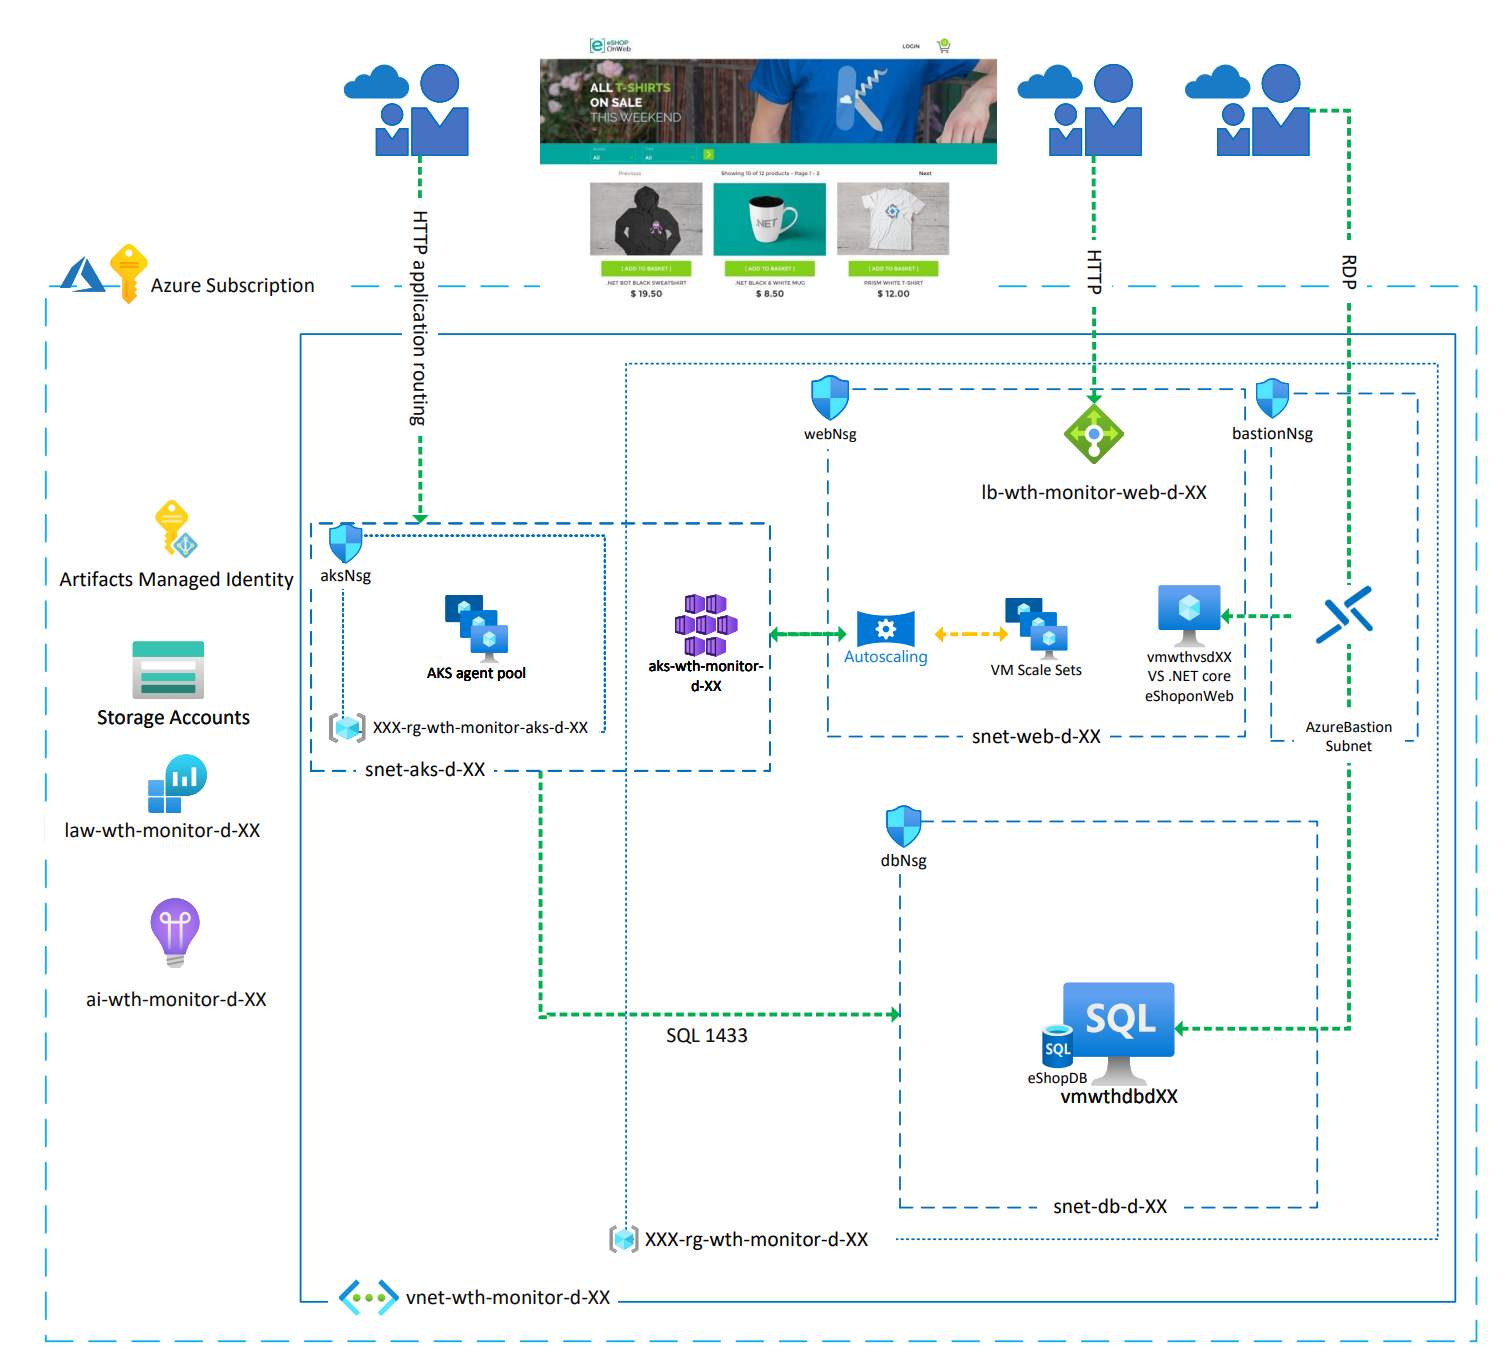 eSHOP
OnWeb
LOGIN
0
ALL T-SHIRTS
ON SALE
THIS WEEKEND
BRAND
All
TYPE
All
Previous
Showing 10 of 12 products - Page 1 - 2
Next
.NET
[ ADD TO BASKET ]
[ ADD TO BASKET ]
[ ADD TO BASKET ]
.NET BOT BLACK SWEATSHIRT
.NET BLACK & WHITE MUG
PRISM WHITE T-SHIRT
$ 19.50
$ 8.50
$ 12.00
HTTP application routing
HTTP
RDP
Azure Subscription
webNsg
bastionNsg
lb-wth-monitor-web-d-XX
aksNsg
Artifacts Managed Identity
AKS agent pool
aks-wth-monitor-
d-XX
Autoscaling
VM Scale Sets
vmwthvsdXX
VS .NET core
eShoponWeb
Storage Accounts
XXX-rg-wth-monitor-aks-d-XX
snet-web-d-XX
AzureBastion
Subnet
snet-aks-d-XX
law-wth-monitor-d-XX
dbNsg
ai-wth-monitor-d-XX
SQL 1433
SQL
SQL
eShopDB
vmwthdbdXX
snet-db-d-XX
XXX-rg-wth-monitor-d-XX
vnet-wth-monitor-d-XX